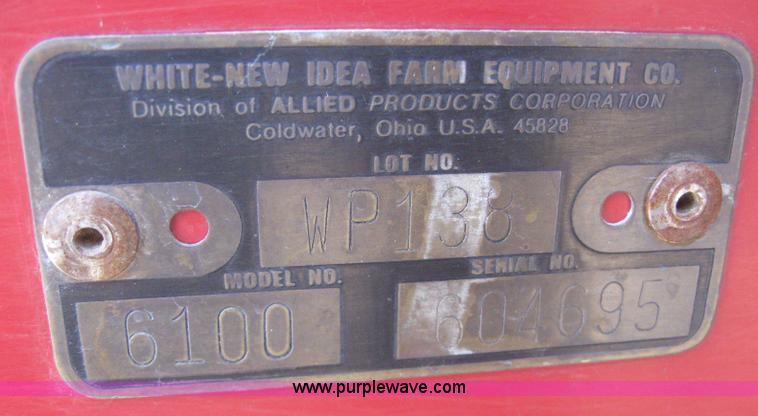 WHITE-NEW IDEA FARM EQUIPMENT CO.
Division of ALLIED PRODUCTS CORPORATION
Coldwater, Ohio U.S.A. 45828
LOT NO.
WP138
MODEL NO. SERIAL NO.
6100 604695
www.purplewave.com